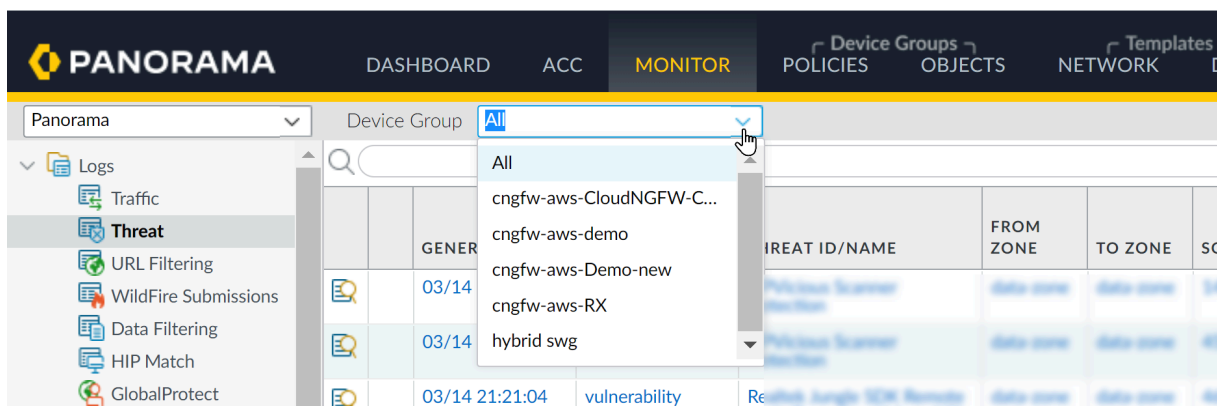 PANORAMA
DASHBOARD ACC MONITOR
Device Groups
POLICIES OBJECTS
Templates
NETWORK
Panorama
Device Group All
Logs
Traffic
Threat
URL Filtering
WildFire Submissions
Data Filtering
HIP Match
GlobalProtect
All
cngfw-aws-CloudNGFW-C...
cngfw-aws-demo
cngfw-aws-Demo-new
cngfw-aws-RX
hybrid swg
GENER HREAT ID/NAME FROM ZONE TO ZONE
03/14
03/14
03/14 21:21:04 vulnerability